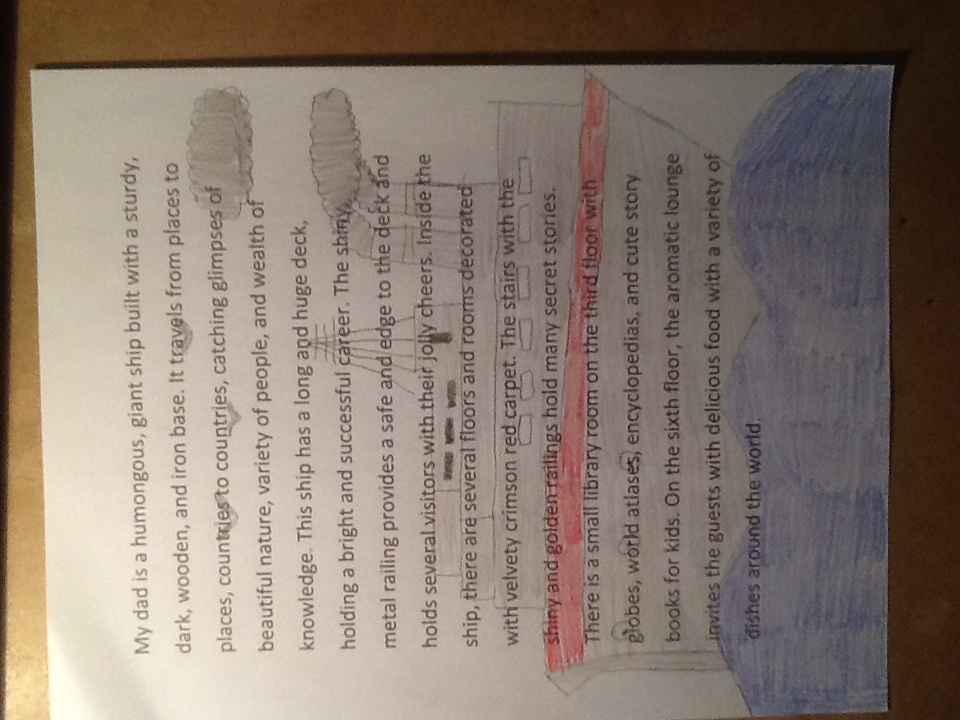 My dad is a humongous, giant ship built with a sturdy,
dark, wooden, and iron base. It travels from places to
places, countries to countries, catching glimpses of
beautiful nature, variety of people, and wealth of
knowledge. This ship has a long and huge deck,
holding a bright and successful career. The shiny,
metal railing provides a safe and edge to the deck and
holds several visitors with their jolly cheers. Inside the
ship, there are several floors and rooms decorated
with velvety crimson red carpet. The stairs with the
shiny and golden railings hold many secret stories.
There is a small library room on the third floor with
globes, world atlases, encyclopedias, and cute story
books for kids. On the sixth floor, the aromatic lounge
invites the guests with delicious food with a variety of
dishes around the world.